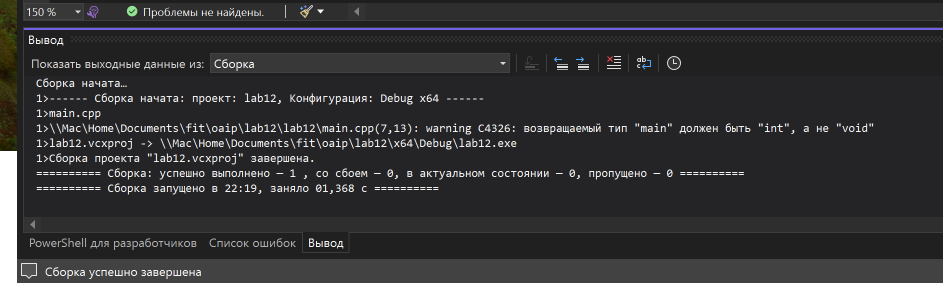 150 %
Проблемы не найдены.
Вывод
Показать выходные данные из: Сборка
Сборка начата…
1>------ Сборка начата: проект: lab12, Конфигурация: Debug x64 ------
1>main.cpp
1>\\Mac\Home\Documents\fit\oaip\lab12\lab12\main.cpp(7,13): warning C4326: возвращаемый тип "main" должен быть "int", а не "void"
1>lab12.vcxproj -> \\Mac\Home\Documents\fit\oaip\lab12\x64\Debug\lab12.exe
1>Сборка проекта "lab12.vcxproj" завершена.
========== Сборка: успешно выполнено — 1 , со сбоем — 0, в актуальном состоянии — 0, пропущено — 0 ==========
========== Сборка запущено в 22:19, заняло 01,368 с ==========
PowerShell для разработчиков Список ошибок Вывод
Сборка успешно завершена